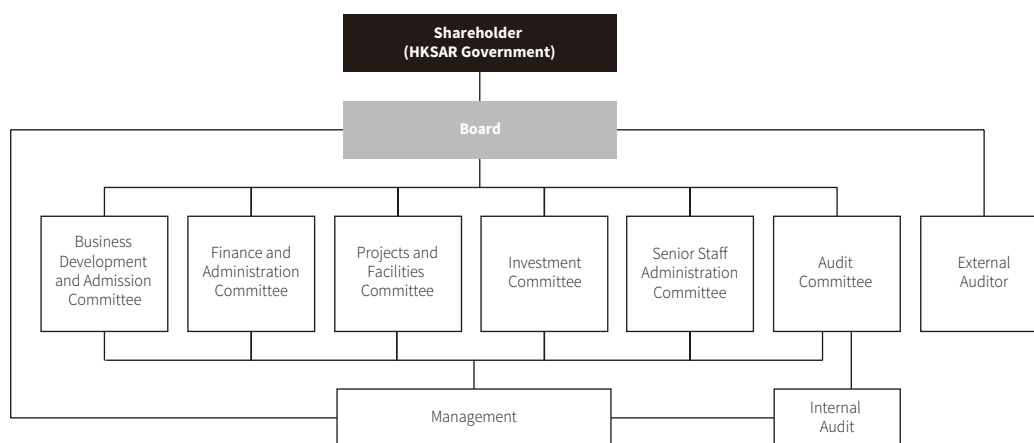 Shareholder
(HKSAR Government)
Board
Business
Development
and Admission
Committee
Finance and
Administration
Committee
Projects and
Facilities
Committee
Investment
Committee
Senior Staff
Administration
Committee
Audit
Committee
External
Auditor
Management
Internal
Audit